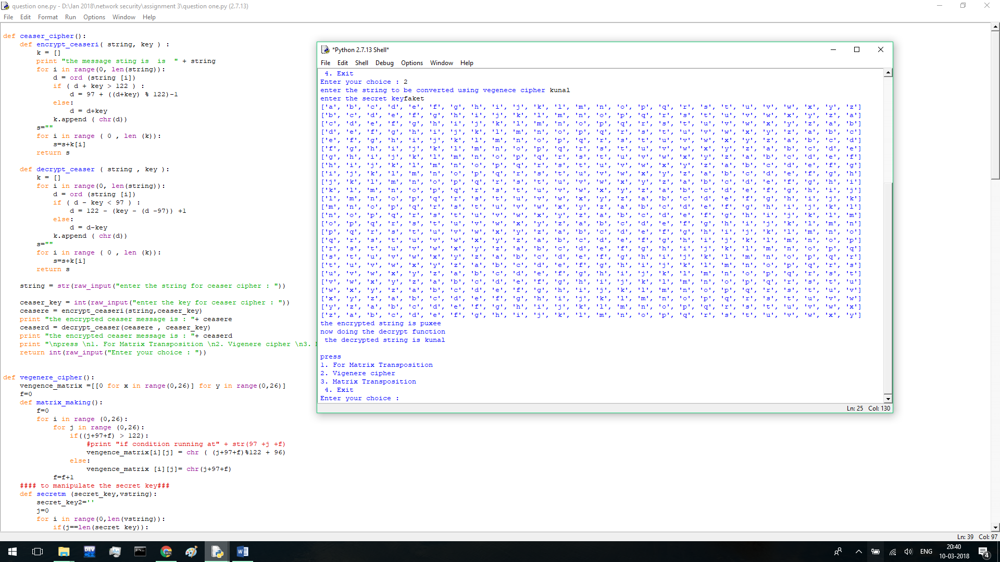 question one.py - D:\Jan 2018\network security\assignment 3\question one.py (2.7.13)
File Edit Format Run Options Window Help
def ceaser_cipher():
    def encrypt_ceaseri( string, key ) :
        k = []
        print "the message sting is  is  " + string
        for i in range(0, len(string)):
            d = ord (string [i])
            if ( d + key > 122 ) :
                d = 97 + ((d+key) % 122)-1
            else:
                d = d+key
            k.append ( chr(d))
        s=""
        for i in range ( 0 , len (k)):
            s=s+k[i]
        return s
    def decrypt_ceaser ( string , key ):
        k = []
        for i in range(0, len(string)):
            d = ord (string [i])
            if ( d - key < 97 ) :
                d = 122 - (key - (d -97)) +1
            else:
                d = d-key
            k.append ( chr(d))
        s=""
        for i in range ( 0 , len (k)):
            s=s+k[i]
        return s
    string = str(raw_input("enter the string for ceaser cipher : "))
    ceaser_key = int(raw_input("enter the key for ceaser cipher : "))
    ceasere = encrypt_ceaseri(string,ceaser_key)
    print "the encrypted ceaser message is : "+ ceasere
    ceaserd = decrypt_ceaser(ceasere , ceaser_key)
    print "the encrypted ceaser message is : "+ ceaserd
    print "\npress \n1. For Matrix Transposition \n2. Vigenere cipher \n3.
    return int(raw_input("Enter your choice : "))
def vegenere_cipher():
    vengence_matrix =[[0 for x in range(0,26)] for y in range(0,26)]
    f=0
    def matrix_making():
        f=0
        for i in range (0,26):
            for j in range (0,26):
                if((j+97+f) > 122):
                    #print "if condition running at" + str(97 +j +f)
                    vengence_matrix[i][j] = chr ( (j+97+f)%122 + 96)
                else:
                    vengence_matrix [i][j]= chr(j+97+f)
            f=f+1
    #### to manipulate the secret key###
    def secretm (secret_key,vstring):
        secret_key2=''
        j=0
        for i in range(0,len(vstring)):
            if(j==len(secret_key)):
Ln: 39 Col: 97
*Python 2.7.13 Shell*
File Edit Shell Debug Options Window Help
 4. Exit
Enter your choice : 2
enter the string to be converted using vegenece cipher kunal
enter the secret keyfaket
['a', 'b', 'c', 'd', 'e', 'f', 'g', 'h', 'i', 'j', 'k', 'l', 'm', 'n', 'o', 'p', 'q', 'r', 's', 't', 'u', 'v', 'w', 'x', 'y', 'z']
['b', 'c', 'd', 'e', 'f', 'g', 'h', 'i', 'j', 'k', 'l', 'm', 'n', 'o', 'p', 'q', 'r', 's', 't', 'u', 'v', 'w', 'x', 'y', 'z', 'a']
['c', 'd', 'e', 'f', 'g', 'h', 'i', 'j', 'k', 'l', 'm', 'n', 'o', 'p', 'q', 'r', 's', 't', 'u', 'v', 'w', 'x', 'y', 'z', 'a', 'b']
['d', 'e', 'f', 'g', 'h', 'i', 'j', 'k', 'l', 'm', 'n', 'o', 'p', 'q', 'r', 's', 't', 'u', 'v', 'w', 'x', 'y', 'z', 'a', 'b', 'c']
['e', 'f', 'g', 'h', 'i', 'j', 'k', 'l', 'm', 'n', 'o', 'p', 'q', 'r', 's', 't', 'u', 'v', 'w', 'x', 'y', 'z', 'a', 'b', 'c', 'd']
['f', 'g', 'h', 'i', 'j', 'k', 'l', 'm', 'n', 'o', 'p', 'q', 'r', 's', 't', 'u', 'v', 'w', 'x', 'y', 'z', 'a', 'b', 'c', 'd', 'e']
['g', 'h', 'i', 'j', 'k', 'l', 'm', 'n', 'o', 'p', 'q', 'r', 's', 't', 'u', 'v', 'w', 'x', 'y', 'z', 'a', 'b', 'c', 'd', 'e', 'f']
['h', 'i', 'j', 'k', 'l', 'm', 'n', 'o', 'p', 'q', 'r', 's', 't', 'u', 'v', 'w', 'x', 'y', 'z', 'a', 'b', 'c', 'd', 'e', 'f', 'g']
['i', 'j', 'k', 'l', 'm', 'n', 'o', 'p', 'q', 'r', 's', 't', 'u', 'v', 'w', 'x', 'y', 'z', 'a', 'b', 'c', 'd', 'e', 'f', 'g', 'h']
['j', 'k', 'l', 'm', 'n', 'o', 'p', 'q', 'r', 's', 't', 'u', 'v', 'w', 'x', 'y', 'z', 'a', 'b', 'c', 'd', 'e', 'f', 'g', 'h', 'i']
['k', 'l', 'm', 'n', 'o', 'p', 'q', 'r', 's', 't', 'u', 'v', 'w', 'x', 'y', 'z', 'a', 'b', 'c', 'd', 'e', 'f', 'g', 'h', 'i', 'j']
['l', 'm', 'n', 'o', 'p', 'q', 'r', 's', 't', 'u', 'v', 'w', 'x', 'y', 'z', 'a', 'b', 'c', 'd', 'e', 'f', 'g', 'h', 'i', 'j', 'k']
['m', 'n', 'o', 'p', 'q', 'r', 's', 't', 'u', 'v', 'w', 'x', 'y', 'z', 'a', 'b', 'c', 'd', 'e', 'f', 'g', 'h', 'i', 'j', 'k', 'l']
['n', 'o', 'p', 'q', 'r', 's', 't', 'u', 'v', 'w', 'x', 'y', 'z', 'a', 'b', 'c', 'd', 'e', 'f', 'g', 'h', 'i', 'j', 'k', 'l', 'm']
['o', 'p', 'q', 'r', 's', 't', 'u', 'v', 'w', 'x', 'y', 'z', 'a', 'b', 'c', 'd', 'e', 'f', 'g', 'h', 'i', 'j', 'k', 'l', 'm', 'n']
['p', 'q', 'r', 's', 't', 'u', 'v', 'w', 'x', 'y', 'z', 'a', 'b', 'c', 'd', 'e', 'f', 'g', 'h', 'i', 'j', 'k', 'l', 'm', 'n', 'o']
['q', 'r', 's', 't', 'u', 'v', 'w', 'x', 'y', 'z', 'a', 'b', 'c', 'd', 'e', 'f', 'g', 'h', 'i', 'j', 'k', 'l', 'm', 'n', 'o', 'p']
['r', 's', 't', 'u', 'v', 'w', 'x', 'y', 'z', 'a', 'b', 'c', 'd', 'e', 'f', 'g', 'h', 'i', 'j', 'k', 'l', 'm', 'n', 'o', 'p', 'q']
['s', 't', 'u', 'v', 'w', 'x', 'y', 'z', 'a', 'b', 'c', 'd', 'e', 'f', 'g', 'h', 'i', 'j', 'k', 'l', 'm', 'n', 'o', 'p', 'q', 'r']
['t', 'u', 'v', 'w', 'x', 'y', 'z', 'a', 'b', 'c', 'd', 'e', 'f', 'g', 'h', 'i', 'j', 'k', 'l', 'm', 'n', 'o', 'p', 'q', 'r', 's']
['u', 'v', 'w', 'x', 'y', 'z', 'a', 'b', 'c', 'd', 'e', 'f', 'g', 'h', 'i', 'j', 'k', 'l', 'm', 'n', 'o', 'p', 'q', 'r', 's', 't']
['v', 'w', 'x', 'y', 'z', 'a', 'b', 'c', 'd', 'e', 'f', 'g', 'h', 'i', 'j', 'k', 'l', 'm', 'n', 'o', 'p', 'q', 'r', 's', 't', 'u']
['w', 'x', 'y', 'z', 'a', 'b', 'c', 'd', 'e', 'f', 'g', 'h', 'i', 'j', 'k', 'l', 'm', 'n', 'o', 'p', 'q', 'r', 's', 't', 'u', 'v']
['x', 'y', 'z', 'a', 'b', 'c', 'd', 'e', 'f', 'g', 'h', 'i', 'j', 'k', 'l', 'm', 'n', 'o', 'p', 'q', 'r', 's', 't', 'u', 'v', 'w']
['y', 'z', 'a', 'b', 'c', 'd', 'e', 'f', 'g', 'h', 'i', 'j', 'k', 'l', 'm', 'n', 'o', 'p', 'q', 'r', 's', 't', 'u', 'v', 'w', 'x']
['z', 'a', 'b', 'c', 'd', 'e', 'f', 'g', 'h', 'i', 'j', 'k', 'l', 'm', 'n', 'o', 'p', 'q', 'r', 's', 't', 'u', 'v', 'w', 'x', 'y']
the encrypted string is puxee
now doing the decrypt function
 the decrypted string is kunal
press
1. For Matrix Transposition
2. Vigenere cipher
3. Matrix Transposition
 4. Exit
Enter your choice :
Ln: 25 Col: 130
DEV
ENG
20:40
10-03-2018
4